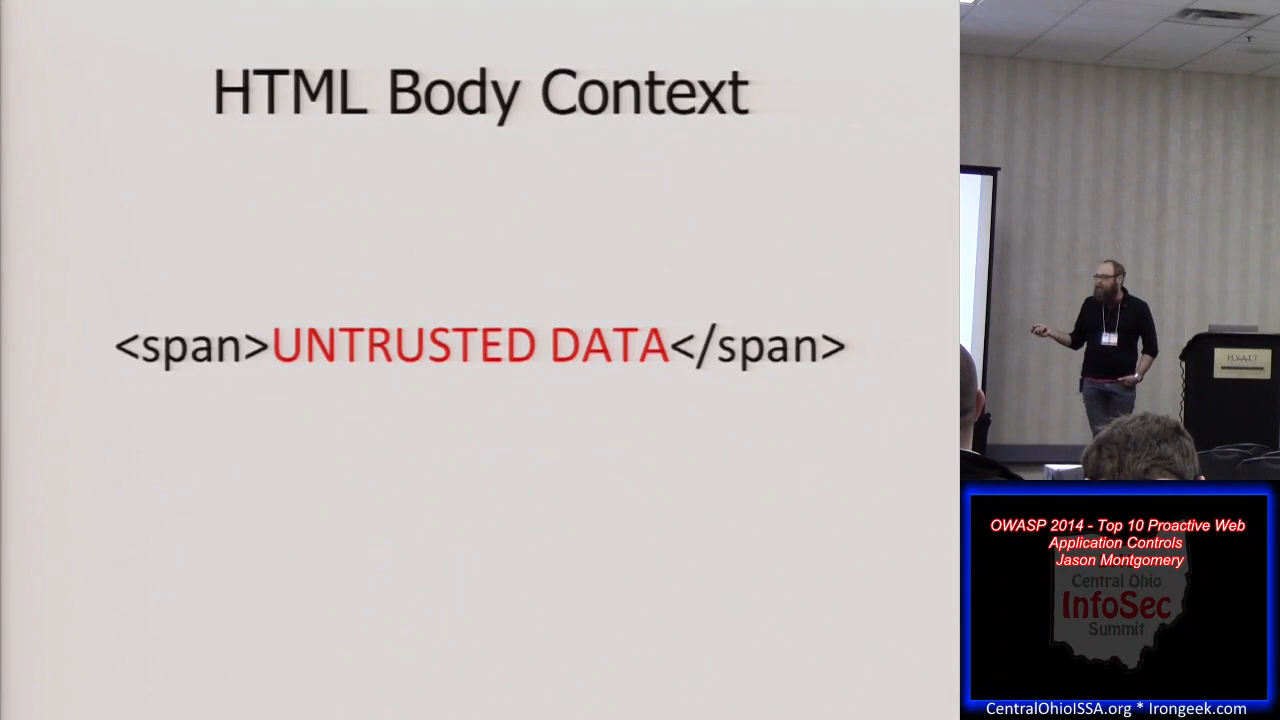 HTML Body Context
<span>UNTRUSTED DATA</span>
HYATT
OWASP 2014 - Top 10 Proactive Web
Application Controls
Jason Montgomery
Central Ohio
InfoSec
Summit
CentralOhioISSA.org * Irongeek.com